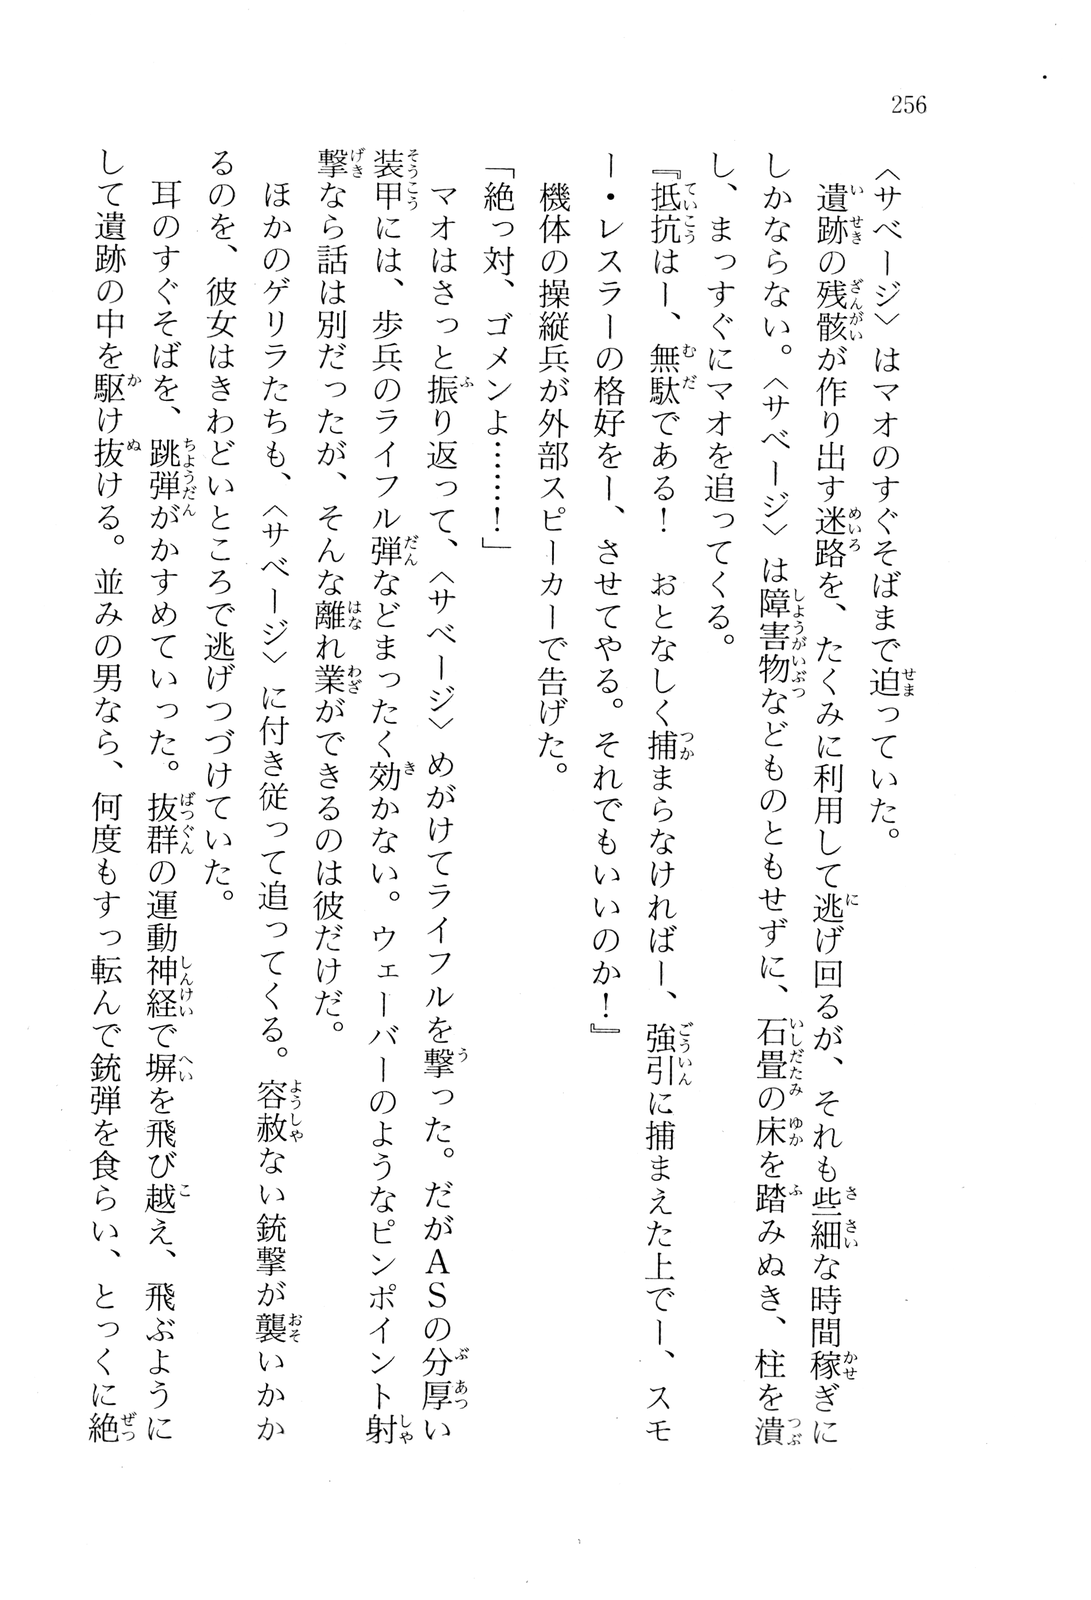 256
〈サベージ〉はマオのすぐそばまで迫っていた。
遺跡の残骸が作り出す迷路を、たくみに利用して逃げ回るが、それも些細な時間稼ぎに
しかならない。〈サベージ〉は障害物などものともせずに、石畳の床を踏みぬき、柱を潰
し、まっすぐにマオを追ってくる。
『抵抗はー、無駄である！　おとなしく捕まらなければー、強引に捕まえた上でー、スモ
ー・レスラーの格好をー、させてやる。それでもいいのか！』
機体の操縦兵が外部スピーカーで告げた。
「絶っ対、ゴメンよ……！」
マオはさっと振り返って、〈サベージ〉めがけてライフルを撃った。だがＡＳの分厚い
装甲には、歩兵のライフル弾などまったく効かない。ウェーバーのようなピンポイント射
撃なら話は別だったが、そんな離れ業ができるのは彼だけだ。
ほかのゲリラたちも、〈サベージ〉に付き従って追ってくる。容赦ない銃撃が襲いかか
るのを、彼女はきわどいところで逃げつづけていた。
耳のすぐそばを、跳弾がかすめていった。抜群の運動神経で塀を飛び越え、飛ぶように
して遺跡の中を駆け抜ける。並みの男なら、何度もすっ転んで銃弾を食らい、とっくに絶